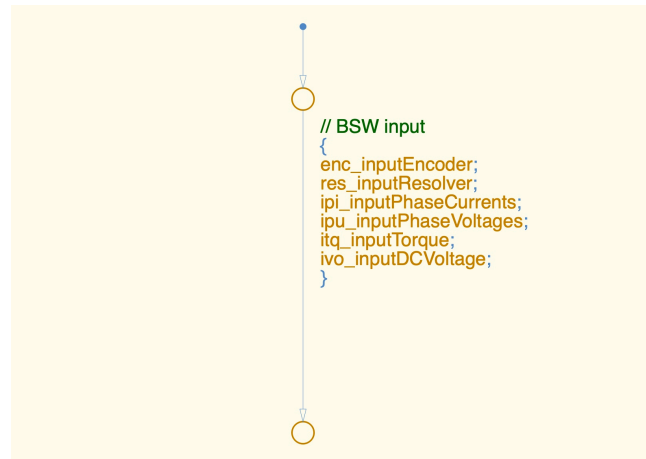 // BSW input
{
enc_inputEncoder;
res_inputResolver;
ipi_inputPhaseCurrents;
ipu_inputPhaseVoltages;
itq_inputTorque;
ivo_inputDCVoltage;
}